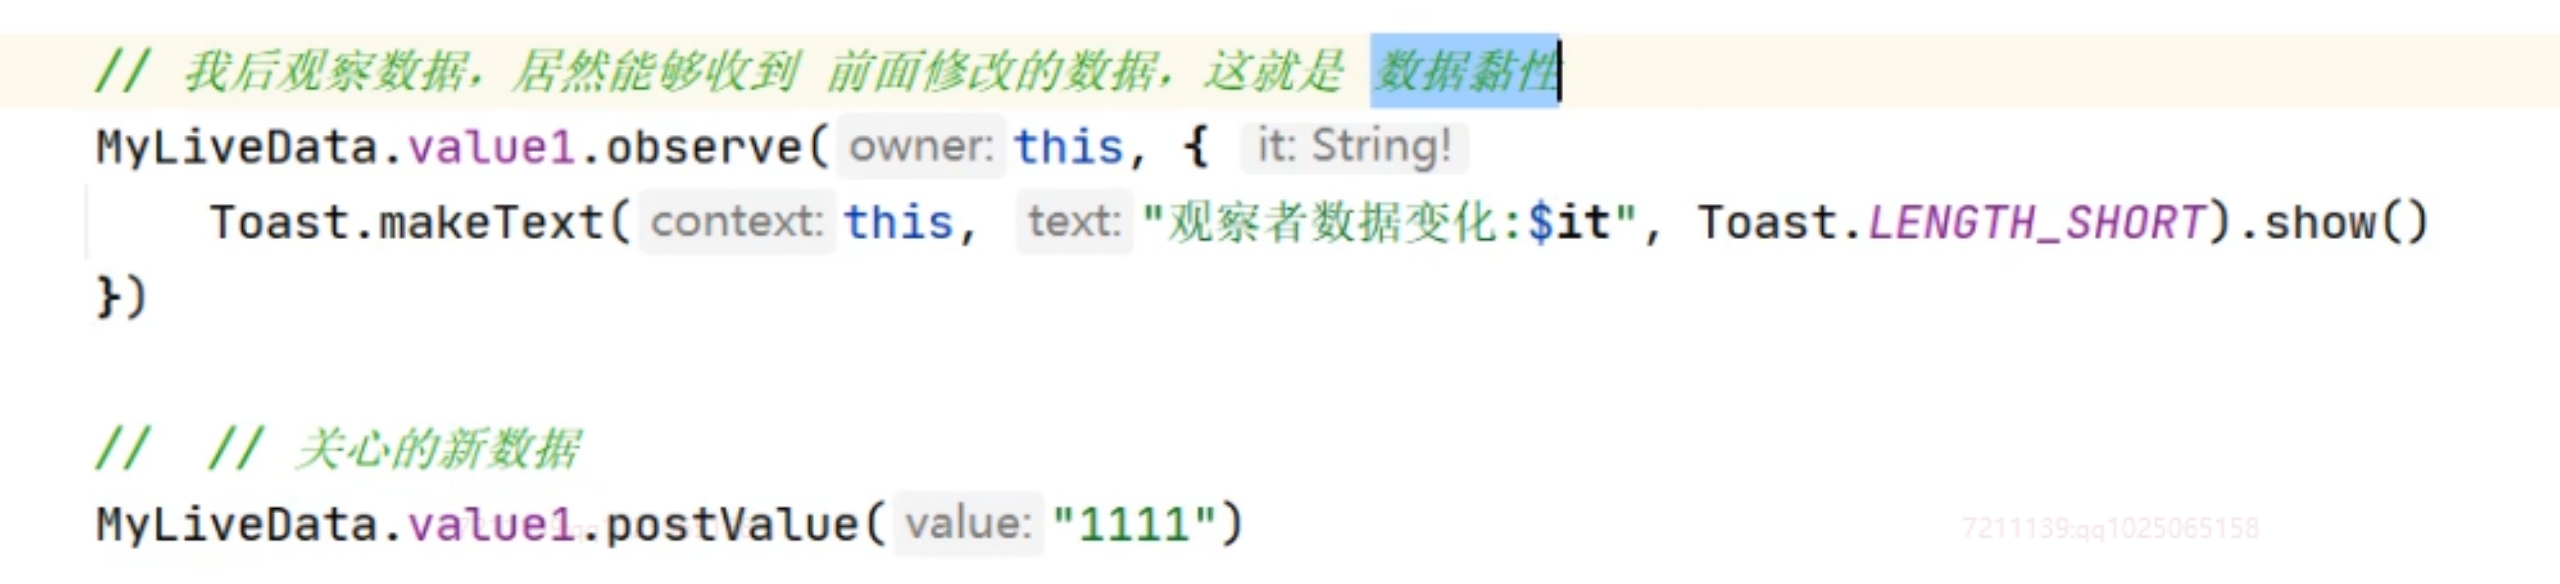 // 我后观察数据，居然能够收到 前面修改的数据，这就是 数据黏性
MyLiveData.value1.observe( owner: this, { it: String!
Toast.makeText( context: this, text: "观察者数据变化:$it", Toast.LENGTH_SHORT).show()
})
// // 关心的新数据
MyLiveData.value1.postValue( value: "1111")
7211139:qq1025065158